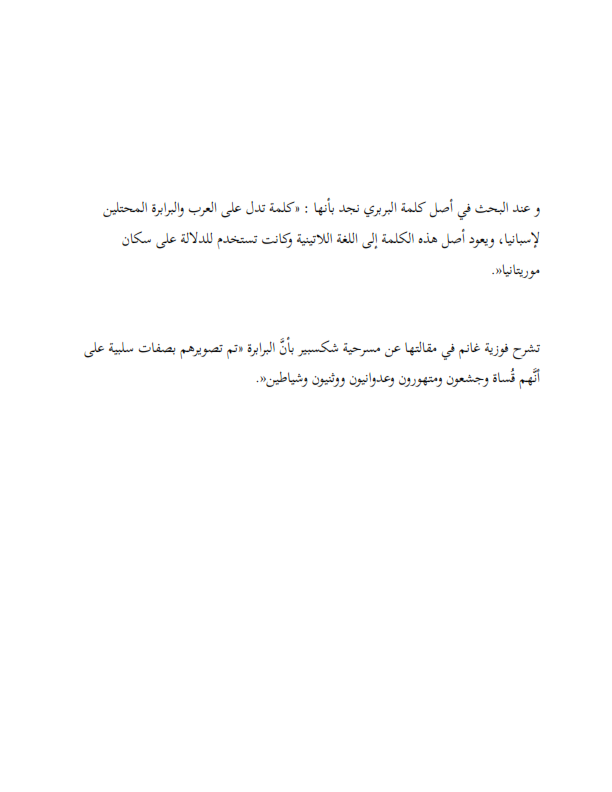 و عند البحث في أصل كلمة البربري نجد بأنها : «كلمة تدل على العرب والبرابرة المحتلين
لإسبانيا، ويعود أصل هذه الكلمة إلى اللغة اللاتينية وكانت تستخدم للدلالة على سكان
موريتانيا».
تشرح فوزية غانم في مقالتها عن مسرحية شكسبير بأنَّ البرابرة «تم تصويرهم بصفات سلبية على
أنَّهم قُساة وجشعون ومتهورون وعدوانيون ووثنيون وشياطين».